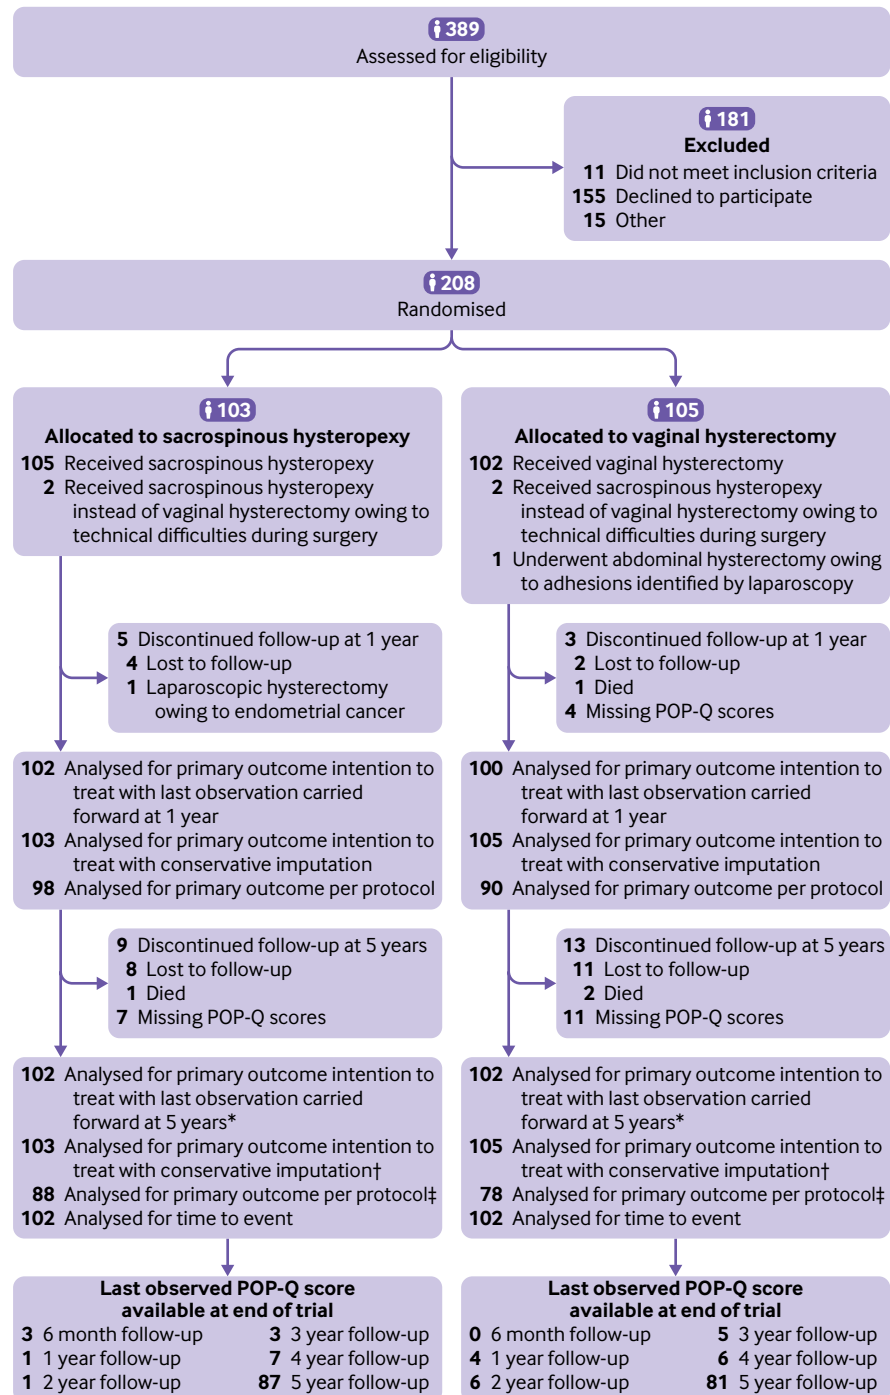 389
Assessed for eligibility
181
Excluded
11 Did not meet inclusion criteria
155 Declined to participate
15 Other
208
Randomised
103
Allocated to sacrospinous hysteropexy
105 Received sacrospinous hysteropexy
2 Received sacrospinous hysteropexy
instead of vaginal hysterectomy owing to
technical difficulties during surgery
105
Allocated to vaginal hysterectomy
102 Received vaginal hysterectomy
2 Received sacrospinous hysteropexy
instead of vaginal hysterectomy owing to
technical difficulties during surgery
1 Underwent abdominal hysterectomy owing
to adhesions identified by laparoscopy
5 Discontinued follow-up at 1 year
4 Lost to follow-up
1 Laparoscopic hysterectomy
owing to endometrial cancer
3 Discontinued follow-up at 1 year
2 Lost to follow-up
1 Died
4 Missing POP-Q scores
102 Analysed for primary outcome intention to
treat with last observation carried
forward at 1 year
103 Analysed for primary outcome intention to
treat with conservative imputation
98 Analysed for primary outcome per protocol
100 Analysed for primary outcome intention to
treat with last observation carried
forward at 1 year
105 Analysed for primary outcome intention to
treat with conservative imputation
90 Analysed for primary outcome per protocol
9 Discontinued follow-up at 5 years
8 Lost to follow-up
1 Died
7 Missing POP-Q scores
13 Discontinued follow-up at 5 years
11 Lost to follow-up
2 Died
11 Missing POP-Q scores
102 Analysed for primary outcome intention to
treat with last observation carried
forward at 5 years*
103 Analysed for primary outcome intention to
treat with conservative imputation†
88 Analysed for primary outcome per protocol‡
102 Analysed for time to event
102 Analysed for primary outcome intention to
treat with last observation carried
forward at 5 years*
105 Analysed for primary outcome intention to
treat with conservative imputation†
78 Analysed for primary outcome per protocol‡
102 Analysed for time to event
Last observed POP-Q score
available at end of trial
3 6 month follow-up 3 3 year follow-up
1 1 year follow-up 7 4 year follow-up
1 2 year follow-up 87 5 year follow-up
Last observed POP-Q score
available at end of trial
0 6 month follow-up 5 3 year follow-up
4 1 year follow-up 6 4 year follow-up
6 2 year follow-up 81 5 year follow-up